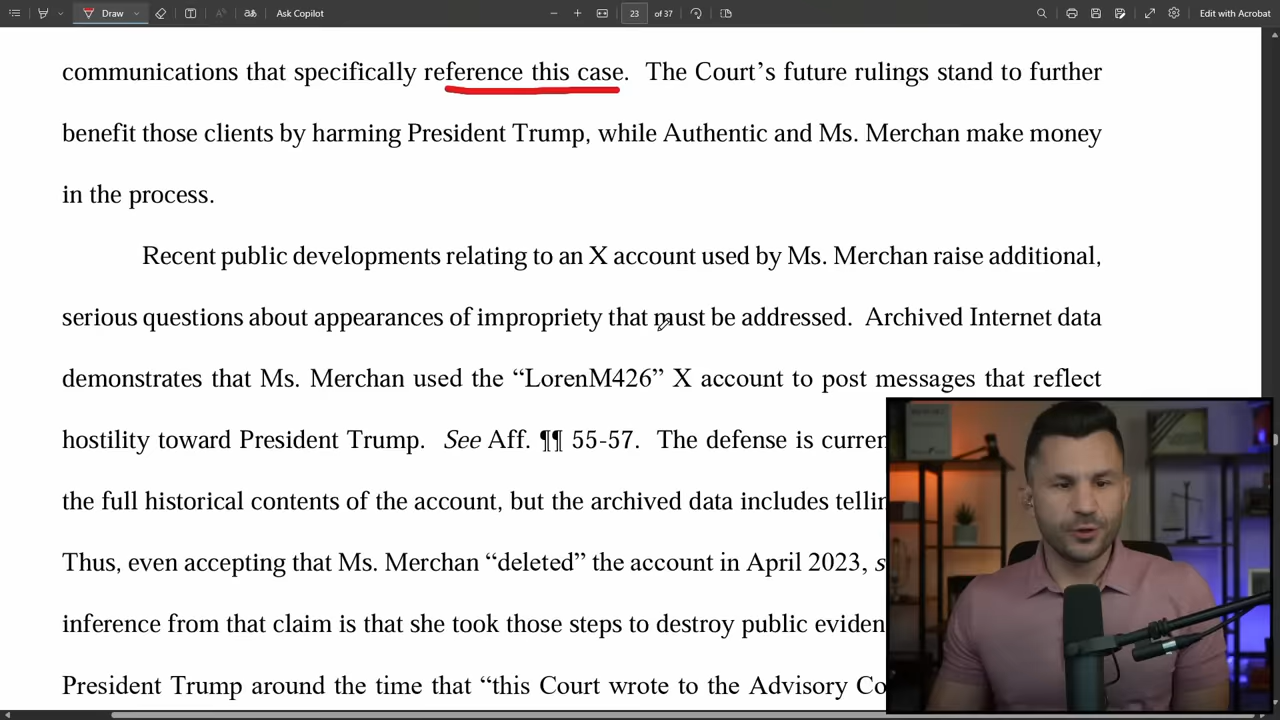 Draw
Ask Copilot
23 of 37
Edit with Acrobat
communications that specifically reference this case. The Court’s future rulings stand to further
benefit those clients by harming President Trump, while Authentic and Ms. Merchan make money
in the process.
Recent public developments relating to an X account used by Ms. Merchan raise additional,
serious questions about appearances of impropriety that must be addressed. Archived Internet data
demonstrates that Ms. Merchan used the “LorenM426” X account to post messages that reflect
hostility toward President Trump. See Aff. ¶¶ 55-57. The defense is curren
the full historical contents of the account, but the archived data includes tellin
Thus, even accepting that Ms. Merchan “deleted” the account in April 2023, s
inference from that claim is that she took those steps to destroy public eviden
President Trump around the time that “this Court wrote to the Advisory Co